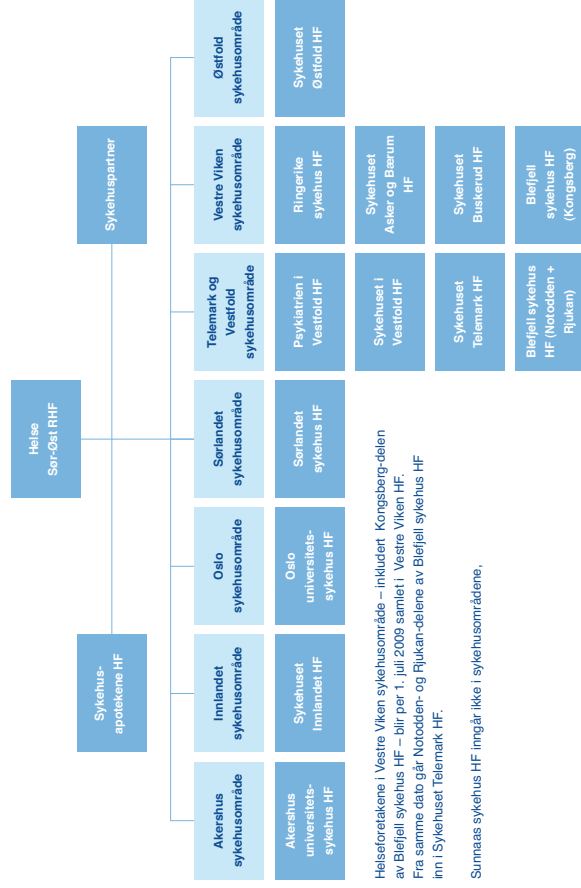 Helse
Sør-Øst RHF
Sykehus-
apotekene HF
Sykehuspartner
Akershus
sykehusområde
Innlandet
sykehusområde
Oslo
sykehusområde
Sørlandet
sykehusområde
Telemark og
Vestfold
sykehusområde
Vestre Viken
sykehusområde
Østfold
sykehusområde
Akershus
universitets-
sykehus HF
Sykehuset
Innlandet HF
Oslo
universitets-
sykehus HF
Sørlandet
sykehus HF
Psykiatrien i
Vestfold HF
Ringerike
sykehus HF
Sykehuset
Østfold HF
Sykehuset i
Vestfold HF
Sykehuset
Asker og Bærum
HF
Sykehuset
Telemark HF
Sykehuset
Buskerud HF
Blefjell sykehus
HF (Notodden +
Rjukan)
Blefjell
sykehus HF
(Kongsberg)
Helseforetakene i Vestre Viken sykehusområde – inkludert Kongsberg-delen
av Blefjell sykehus HF – blir per 1. juli 2009 samlet i Vestre Viken HF.
Fra samme dato går Notodden- og Rjukan-delene av Blefjell sykehus HF
inn i Sykehuset Telemark HF.
Sunnaas sykehus HF inngår ikke i sykehusområdene,